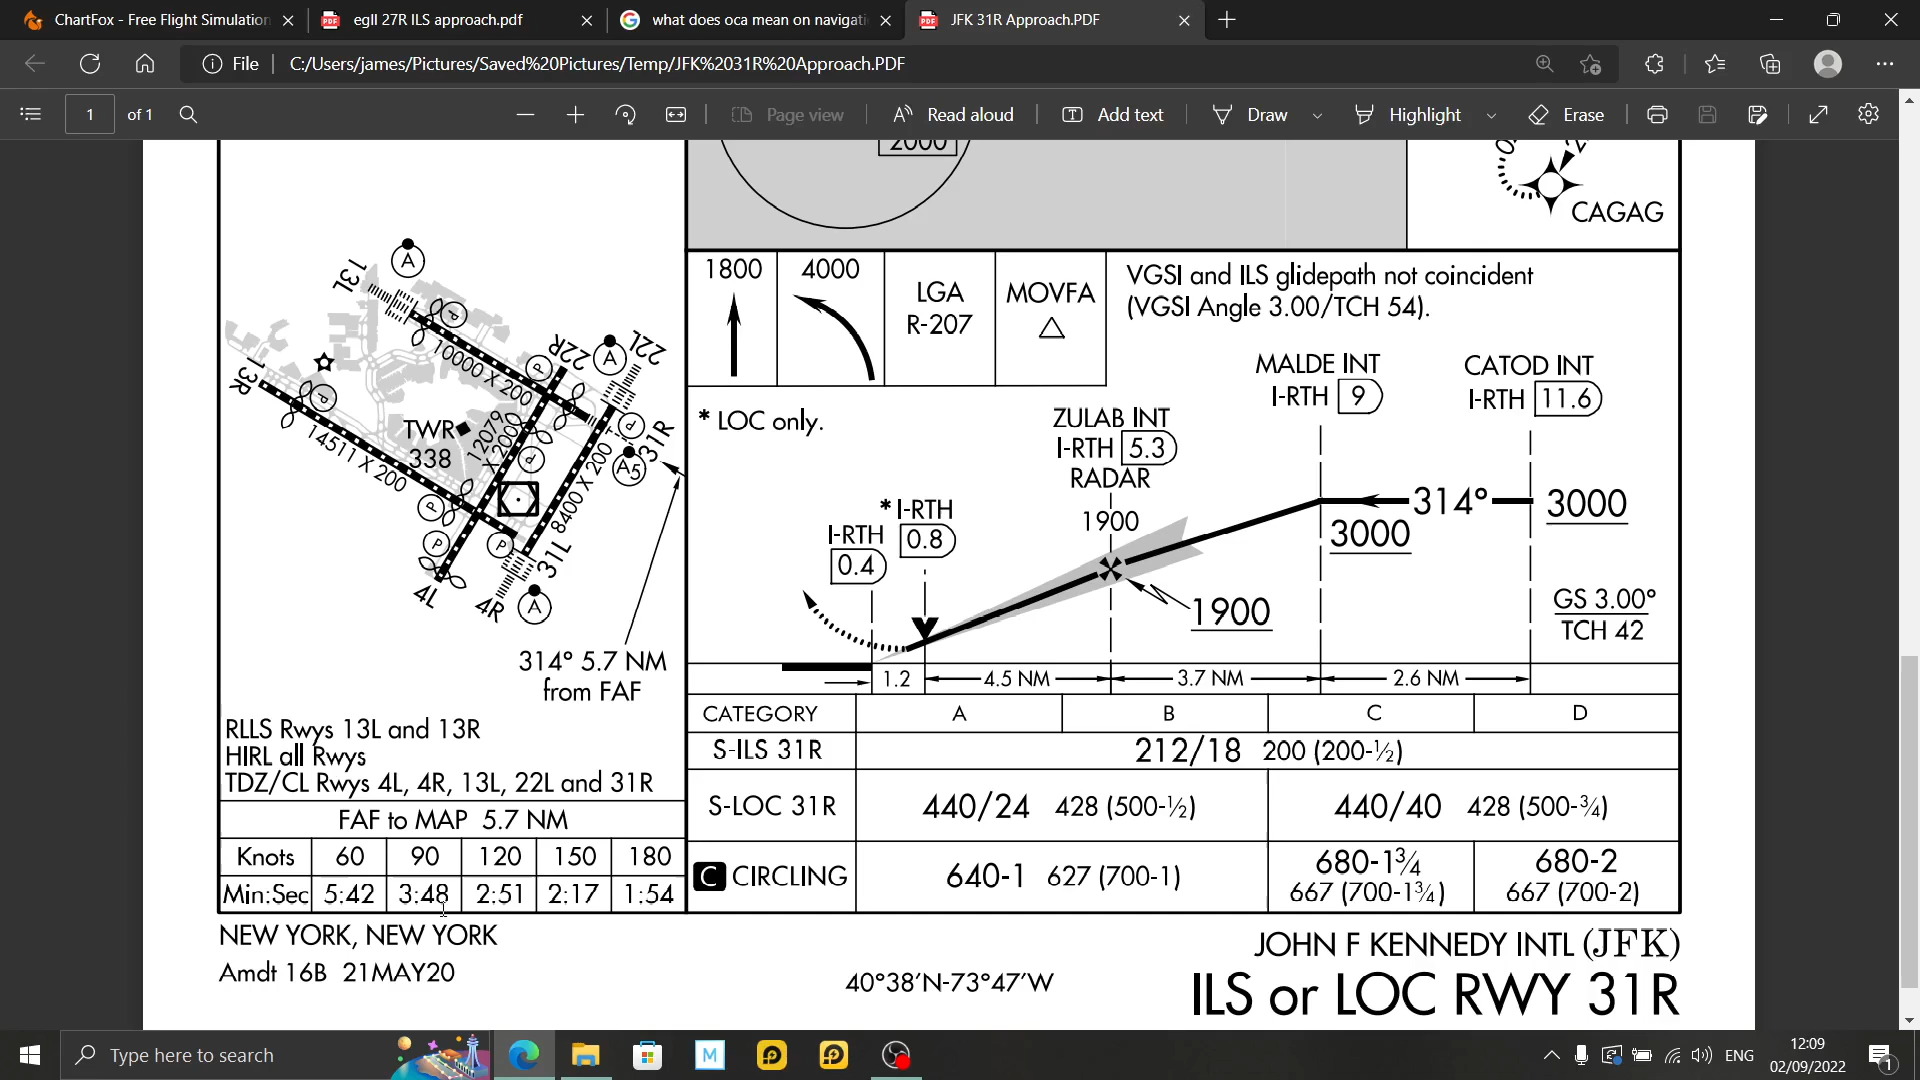 ChartFox - Free Flight Simulation
egll 27R ILS approach.pdf
what does oca mean on navigati
JFK 31R Approach.PDF
File
C:/Users/james/Pictures/Saved%20Pictures/Temp/JFK%2031R%20Approach.PDF
1 of 1
Page view
Read aloud
Add text
Draw
Highlight
Erase
2000
CAGAG
1800
4000
LGA
R-207
MOVFA
VGSI and ILS glidepath not coincident
(VGSI Angle 3.00/TCH 54).
* LOC only.
MALDE INT
I-RTH 9
CATOD INT
I-RTH 11.6
ZULAB INT
I-RTH 5.3
RADAR
1900
* I-RTH
0.8
I-RTH
0.4
314°
3000
3000
1900
GS 3.00°
TCH 42
1.2
4.5 NM
3.7 NM
2.6 NM
13L
A
P
10000 X 200
22R
22L
A
P
13R
P
14511 X 200
TWR
338
12079
X 2000
P
P
31R
A5
8400 X 200
P
P
P
31L
4L
4R
A
314° 5.7 NM
from FAF
RLLS Rwys 13L and 13R
HIRL all Rwys
TDZ/CL Rwys 4L, 4R, 13L, 22L and 31R
FAF to MAP 5.7 NM
Knots 60 90 120 150 180
Min:Sec 5:42 3:48 2:51 2:17 1:54
CATEGORY A B C D
S-ILS 31R 212/18 200 (200-½)
S-LOC 31R 440/24 428 (500-½) 440/40 428 (500-¾)
C CIRCLING 640-1 627 (700-1) 680-1¾ 667 (700-1¾) 680-2 667 (700-2)
NEW YORK, NEW YORK
Amdt 16B 21MAY20
40°38'N-73°47'W
JOHN F KENNEDY INTL (JFK)
ILS or LOC RWY 31R
Type here to search
M
ENG
12:09
02/09/2022
1